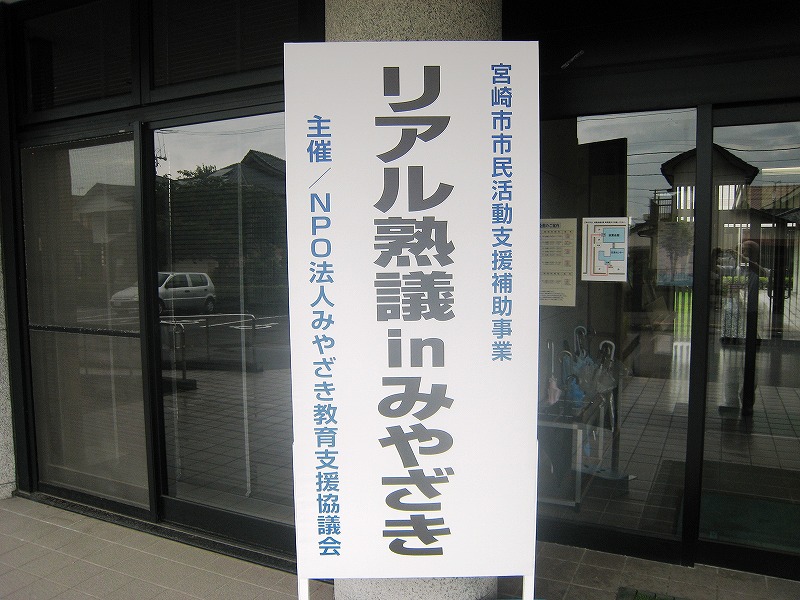 宮崎市市民活動支援補助事業
リアル熟議inみやざき
主催／NPO法人みやざき教育支援協議会